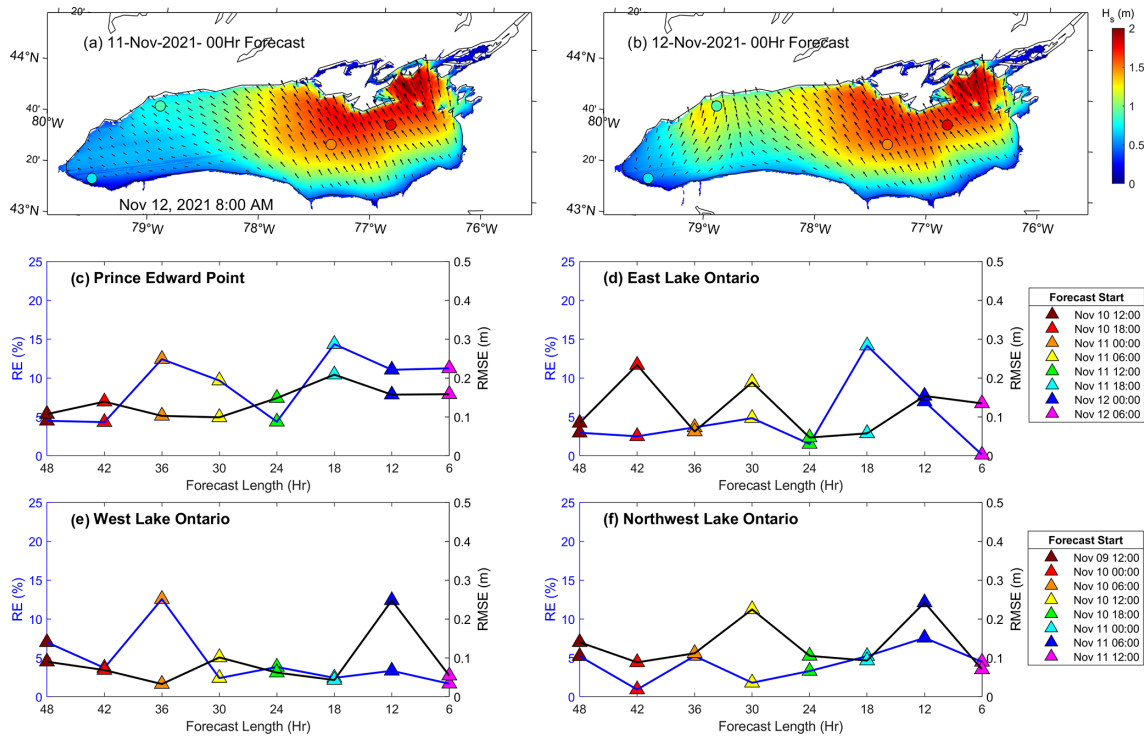 20'
20'
H_s (m)
(a) 11-Nov-2021- 00Hr Forecast
(b) 12-Nov-2021- 00Hr Forecast
2
1.5
1
0.5
0
44°N
40'
80°W
20'
43°N
44°N
40'
80°W
20'
43°N
Nov 12, 2021 8:00 AM
79°W
78°W
77°W
76°W
79°W
78°W
77°W
76°W
(c) Prince Edward Point
25
20
15
10
5
0
RE (%)
0.5
0.4
0.3
0.2
0.1
0
RMSE (m)
48
42
36
30
24
18
12
6
Forecast Length (Hr)
(d) East Lake Ontario
25
20
15
10
5
0
RE (%)
0.5
0.4
0.3
0.2
0.1
0
RMSE (m)
48
42
36
30
24
18
12
6
Forecast Length (Hr)
Forecast Start
Nov 10 12:00
Nov 10 18:00
Nov 11 00:00
Nov 11 06:00
Nov 11 12:00
Nov 11 18:00
Nov 12 00:00
Nov 12 06:00
(e) West Lake Ontario
25
20
15
10
5
0
RE (%)
0.5
0.4
0.3
0.2
0.1
0
RMSE (m)
48
42
36
30
24
18
12
6
Forecast Length (Hr)
(f) Northwest Lake Ontario
25
20
15
10
5
0
RE (%)
0.5
0.4
0.3
0.2
0.1
0
RMSE (m)
48
42
36
30
24
18
12
6
Forecast Length (Hr)
Forecast Start
Nov 09 12:00
Nov 10 00:00
Nov 10 06:00
Nov 10 12:00
Nov 10 18:00
Nov 11 00:00
Nov 11 06:00
Nov 11 12:00